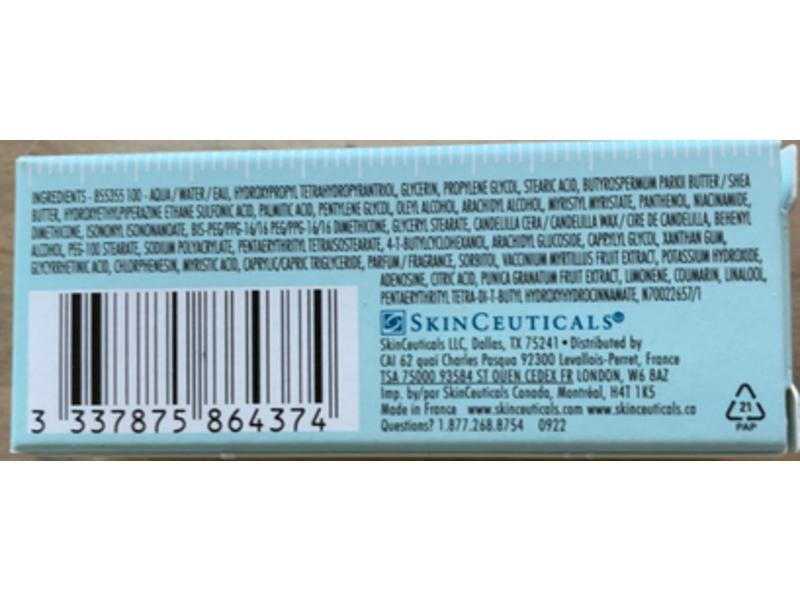 INGREDIENTS - 855355 100 - AQUA / WATER / EAU, HYDROXYPROPYL TETRAHYDROPYRANTRIOL, GLYCERIN, PROPYLENE GLYCOL, STEARIC ACID, BUTYROSPERMUM PARKII BUTTER / SHEA
BUTTER, HYDROXYETHYLPIPERAZINE ETHANE SULFONIC ACID, PALMITIC ACID, PENTYLENE GLYCOL, OLEYL ALCOHOL, ARACHIDYL ALCOHOL, MYRISTYL MYRISTATE, PANTHENOL, NIACINAMIDE,
DIMETHICONE, ISONONYL ISONONANOATE, BIS-PEG/PPG-16/16 PEG/PPG-16/16 DIMETHICONE, GLYCERYL STEARATE, CANDELILLA CERA / CANDELILLA WAX / CIRE DE CANDELILLA, BEHENYL
ALCOHOL, PEG-100 STEARATE, SODIUM POLYACRYLATE, PENTAERYTHRITYL TETRAISOSTEARATE, 4-T-BUTYLCYCLOHEXANOL, ARACHIDYL GLUCOSIDE, CAPRYLYL GLYCOL, XANTHAN GUM,
GLYCYRRHETINIC ACID, CHLORPHENESIN, MYRISTIC ACID, CAPRYLIC/CAPRIC TRIGLYCERIDE, PARFUM / FRAGRANCE, SORBITOL, VACCINIUM MYRTILLUS FRUIT EXTRACT, POTASSIUM HYDROXIDE,
ADENOSINE, CITRIC ACID, PUNICA GRANATUM FRUIT EXTRACT, LIMONENE, COUMARIN, LINALOOL,
PENTAERYTHRITYL TETRA-DI-T-BUTYL HYDROXYHYDROCINNAMATE, N70022657/1
SKINCEUTICALS
SkinCeuticals LLC, Dallas, TX 75241 • Distributed by
CAI 62 quai Charles Pasqua 92300 Levallois-Perret, France
TSA 75000 93584 ST OUEN CEDEX FR LONDON, W6 8AZ
Imp. by/par SkinCeuticals Canada, Montréal, H4T 1K5
Made in France www.skinceuticals.com www.skinceuticals.ca
Questions? 1.877.268.8754 0922
3 337875 864374
21
PAP